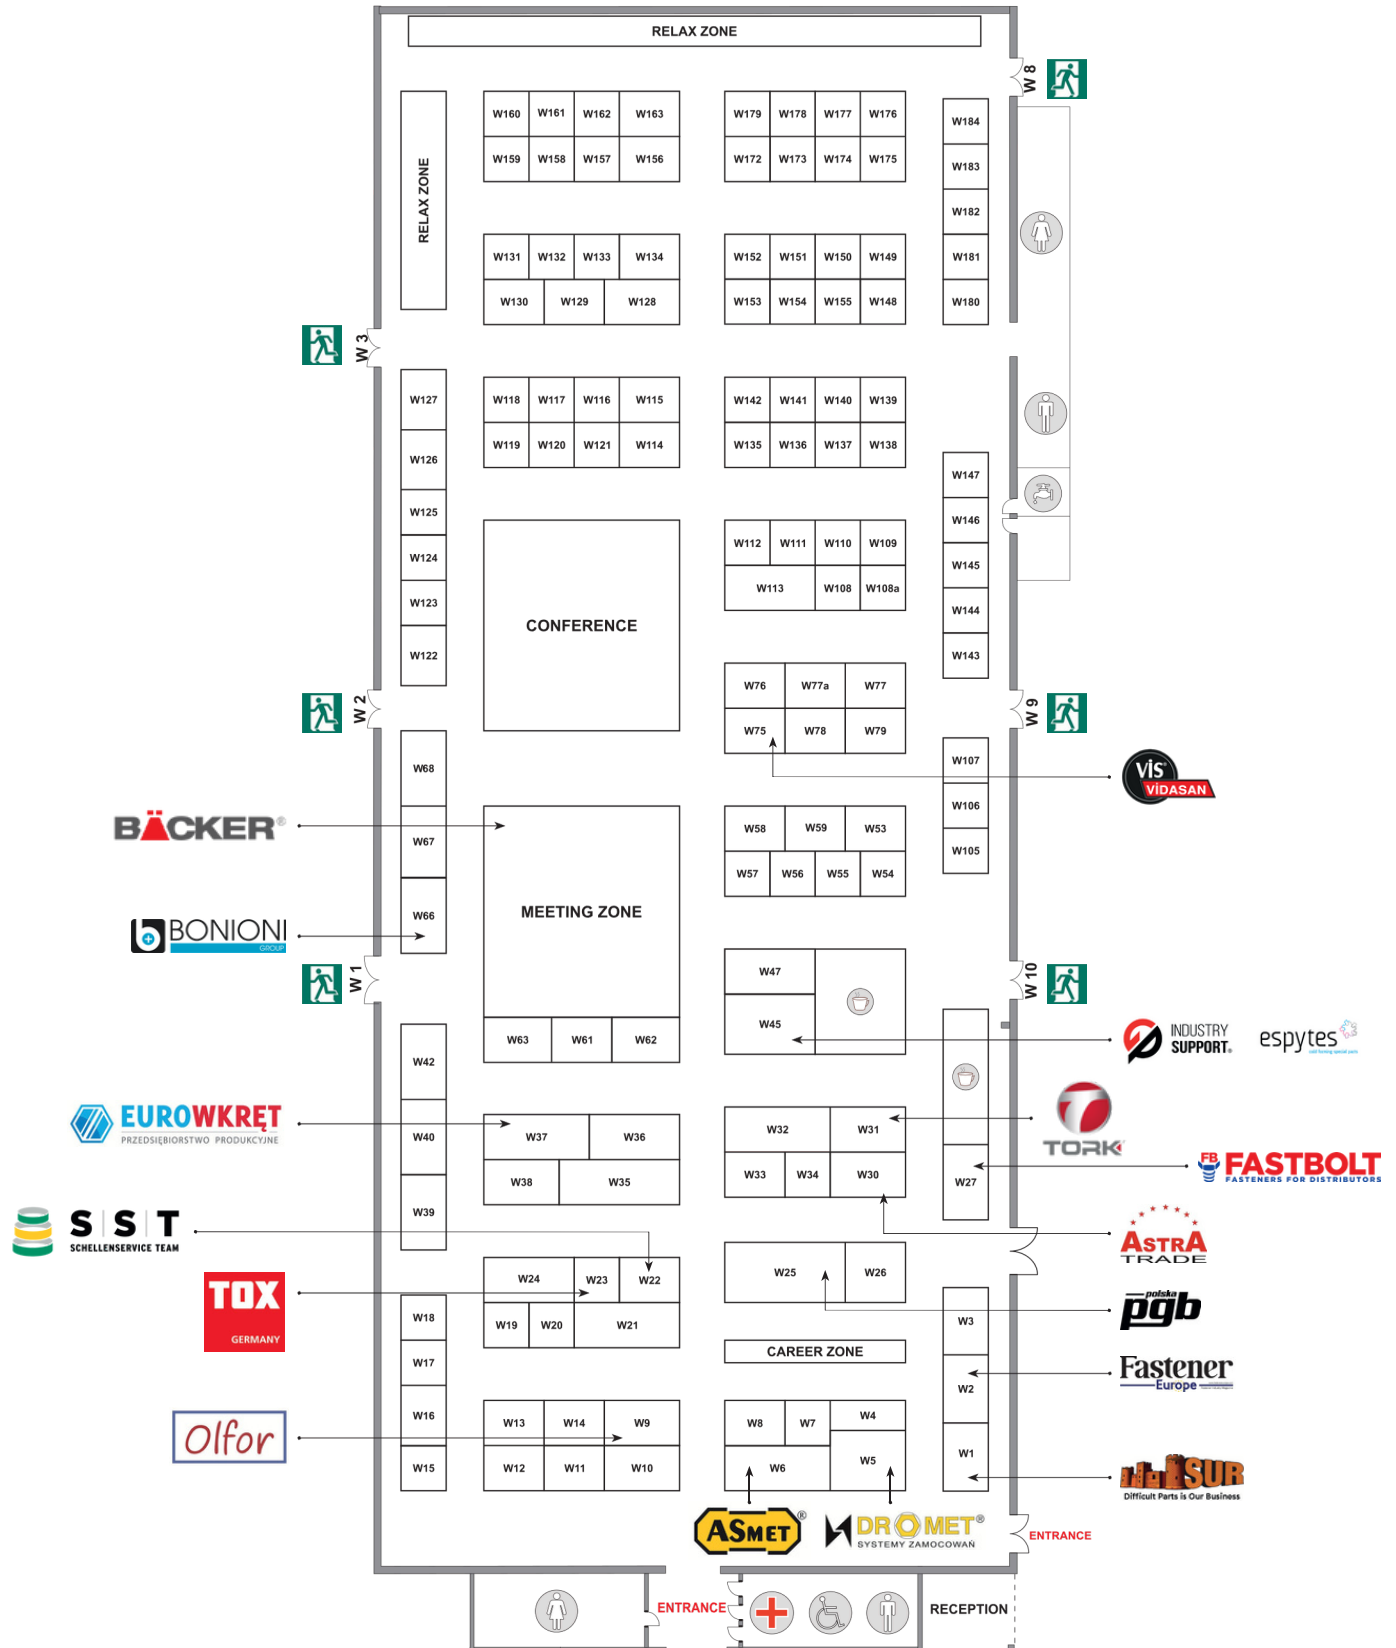 RELAX ZONE
W 8
W160 W161 W162 W163
W179 W178 W177 W176
W184
W159 W158 W157 W156
W172 W173 W174 W175
W183
RELAX ZONE
W182
W131 W132 W133 W134
W152 W151 W150 W149
W181
W130 W129 W128
W153 W154 W155 W148
W180
W 3
W127
W118 W117 W116 W115
W142 W141 W140 W139
W119 W120 W121 W114
W135 W136 W137 W138
W126
W147
W125
W146
W124
W112 W111 W110 W109
W145
W123
W113 W108 W108a
W144
CONFERENCE
W122
W143
W 2
W76 W77a W77
W75 W78 W79
W 9
W68
W107
VİS®
VİDASAN
W106
BÄCKER®
W67
W58 W59 W53
W105
W57 W56 W55 W54
MEETING ZONE
W66
b BONIONI
GROUP
W 1
W47
W 10
W45
INDUSTRY
SUPPORT®
espytes
cold forming special parts
W63 W61 W62
W42
EUROWKRĘT
PRZEDSIĘBIORSTWO PRODUKCYJNE
W40
W37 W36
W32 W31
TORK
W38 W35
W33 W34 W30
W27
FB FASTBOLT
FASTENERS FOR DISTRIBUTORS
W39
S S T
SCHELLENSERVICE TEAM
ASTRA
TRADE
W24 W23 W22
W25 W26
TOX
GERMANY
polska
pgb
W18
W19 W20 W21
W3
W17
CAREER ZONE
Fastener
Europe
W2
W16
W13 W14 W9
W8 W7 W4
Olfor
W1
W15
W12 W11 W10
W6 W5
SUR
Difficult Parts is Our Business
ASMET®
DROMET®
SYSTEMY ZAMOCOWAŃ
ENTRANCE
ENTRANCE
RECEPTION